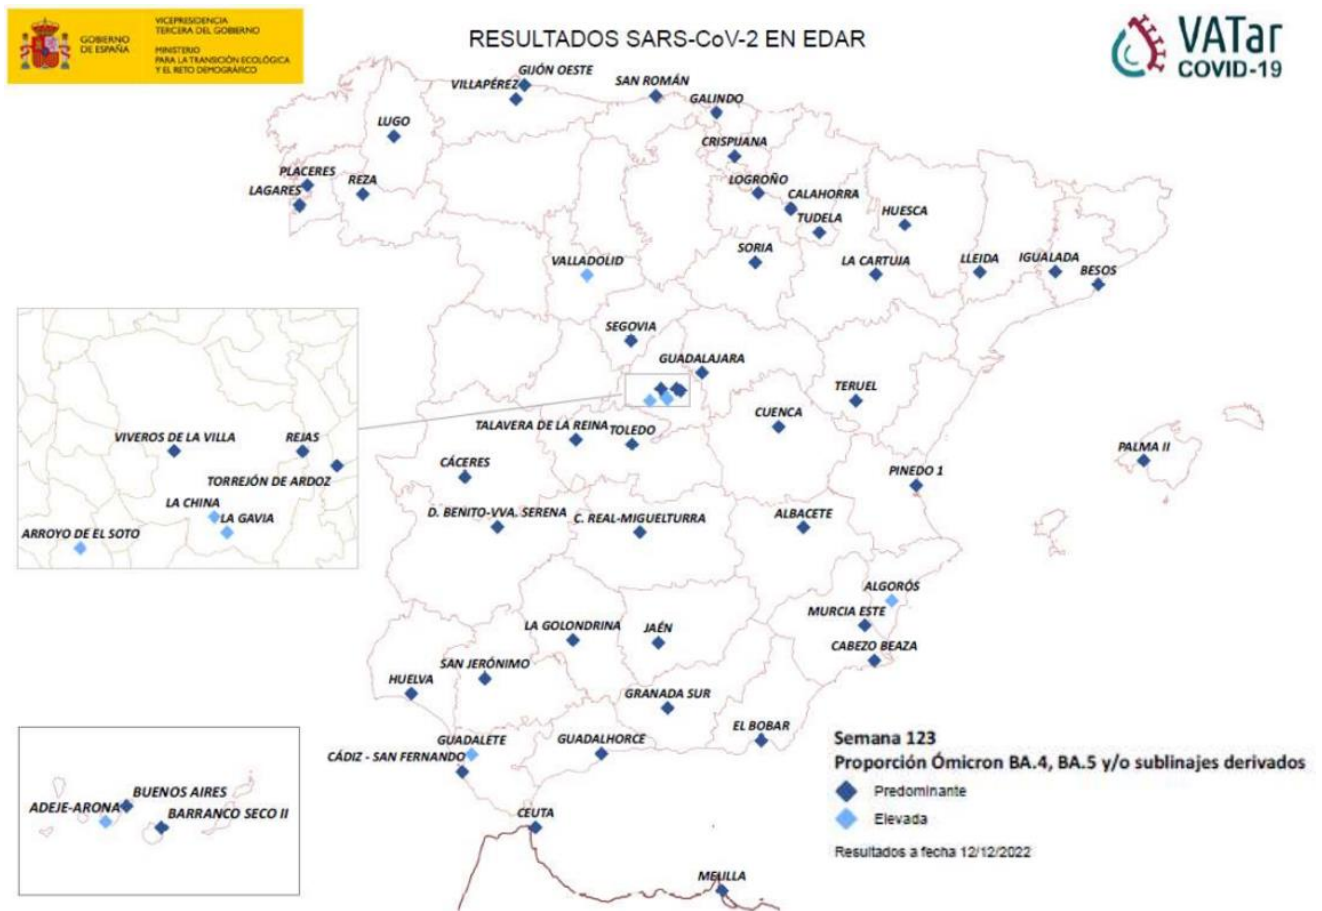 GOBIERNO
DE ESPAÑA
VICEPRESIDENCIA
TERCERA DEL GOBIERNO
MINISTERIO
PARA LA TRANSICIÓN ECOLÓGICA
Y EL RETO DEMOGRÁFICO
RESULTADOS SARS-CoV-2 EN EDAR
VATar
COVID-19
GIJÓN OESTE
VILLAPÉREZ
SAN ROMÁN
GALINDO
LUGO
CRISPIJANA
PLACERES
REZA
LAGARES
LOGROÑO
CALAHORRA
TUDELA
HUESCA
SORIA
VALLADOLID
LA CARTUJA
LLEIDA
IGUALADA
BESOS
SEGOVIA
GUADALAJARA
TERUEL
CUENCA
TALAVERA DE LA REINA
TOLEDO
VIVEROS DE LA VILLA
REJAS
TORREJÓN DE ARDOZ
LA CHINA
LA GAVIA
ARROYO DE EL SOTO
CÁCERES
PINEDO 1
PALMA II
D. BENITO-VVA. SERENA
C. REAL-MIGUELTURRA
ALBACETE
ALGORÓS
MURCIA ESTE
CABEZO BEAZA
LA GOLONDRINA
JAÉN
SAN JERÓNIMO
HUELVA
GRANADA SUR
EL BOBAR
GUADALETE
GUADALHORCE
CÁDIZ - SAN FERNANDO
CEUTA
MELILLA
BUENOS AIRES
ADEJE-ARONA
BARRANCO SECO II
Semana 123
Proporción Ómicron BA.4, BA.5 y/o sublinajes derivados
Predominante
Elevada
Resultados a fecha 12/12/2022